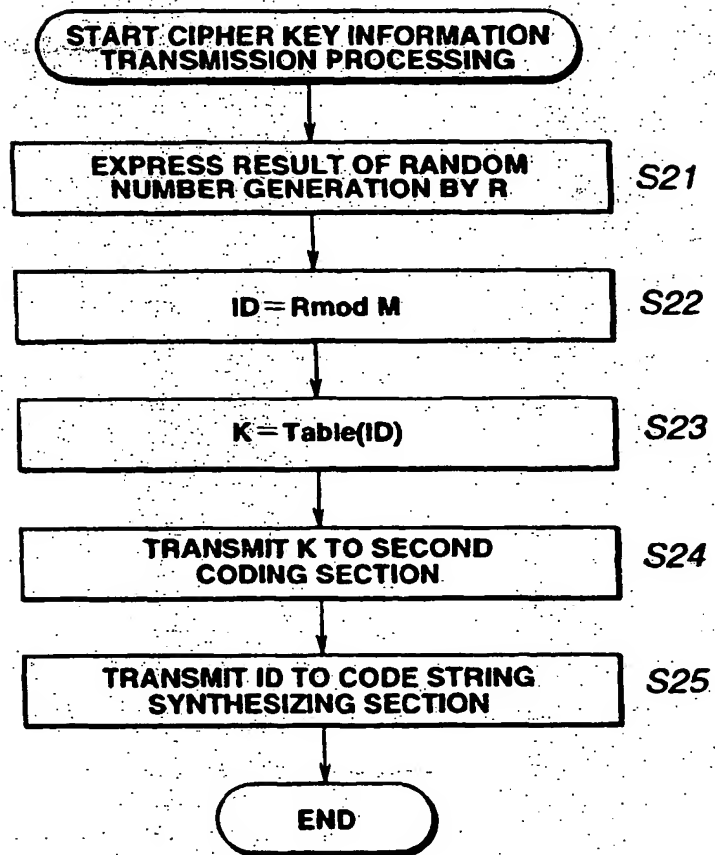 START CIPHER KEY INFORMATION
TRANSMISSION PROCESSING
EXPRESS RESULT OF RANDOM
NUMBER GENERATION BY R
S21
ID=Rmod M
S22
K=Table(ID)
S23
TRANSMIT K TO SECOND
CODING SECTION
S24
TRANSMIT ID TO CODE STRING
SYNTHESIZING SECTION
S25
END